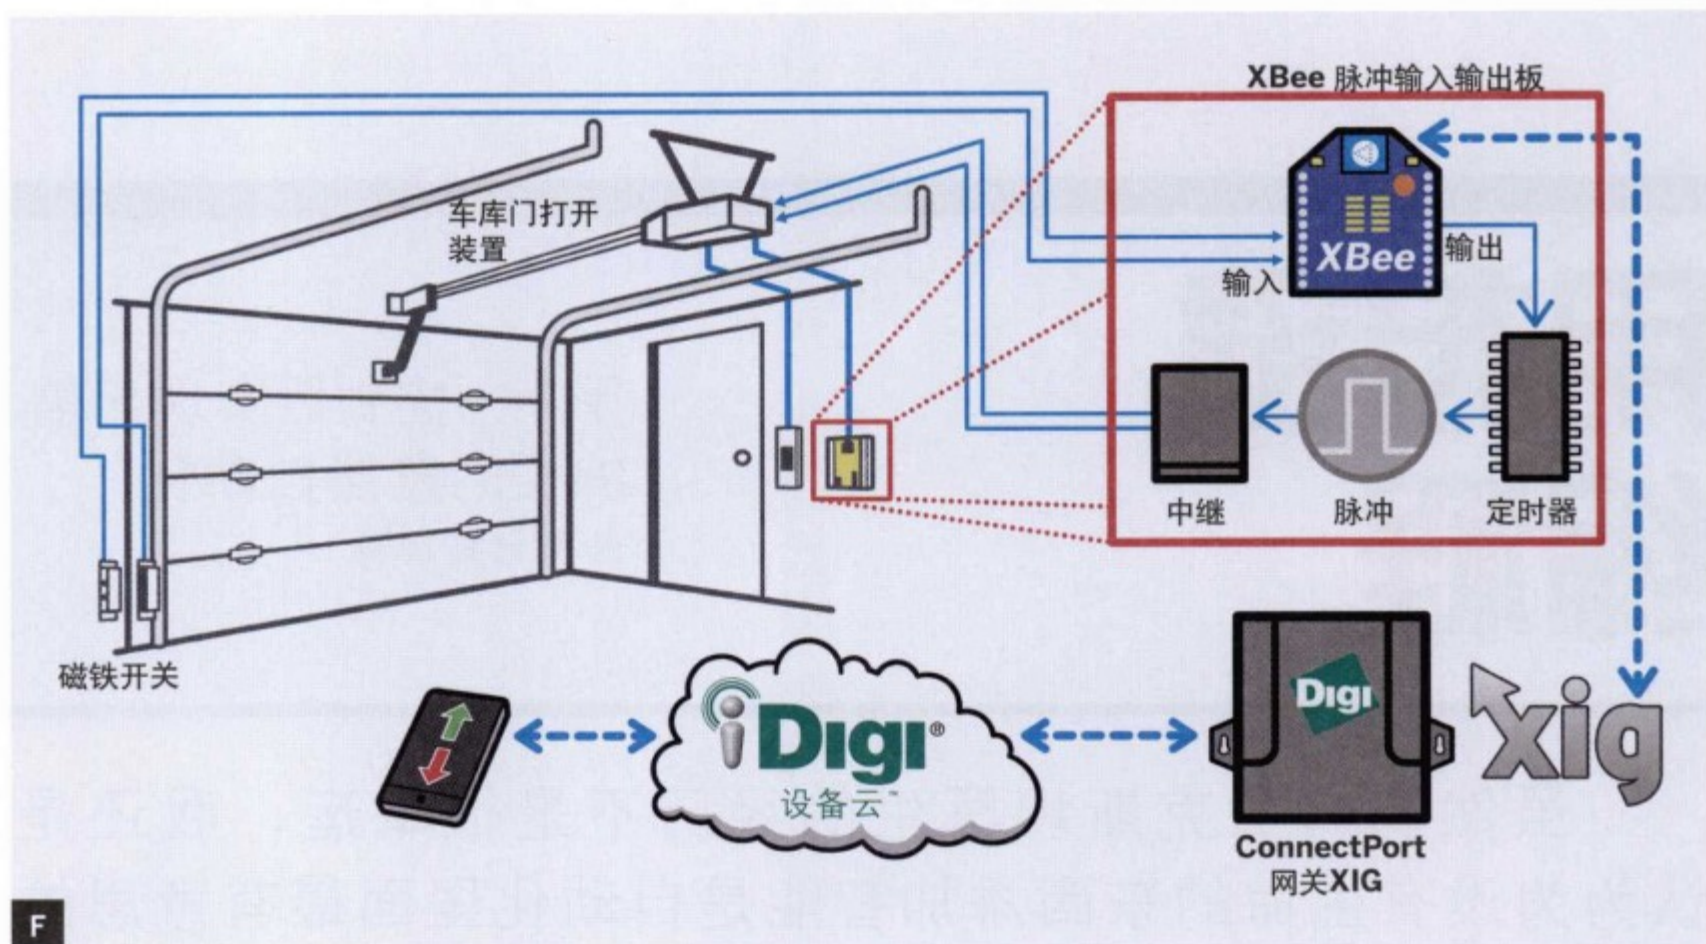 XBee 脉冲输入输出板
车库门打开
装置
XBee
输出
输入
中继
脉冲
定时器
磁铁开关
iDigi®
设备云™
Digi
xig
ConnectPort
网关XIG
F